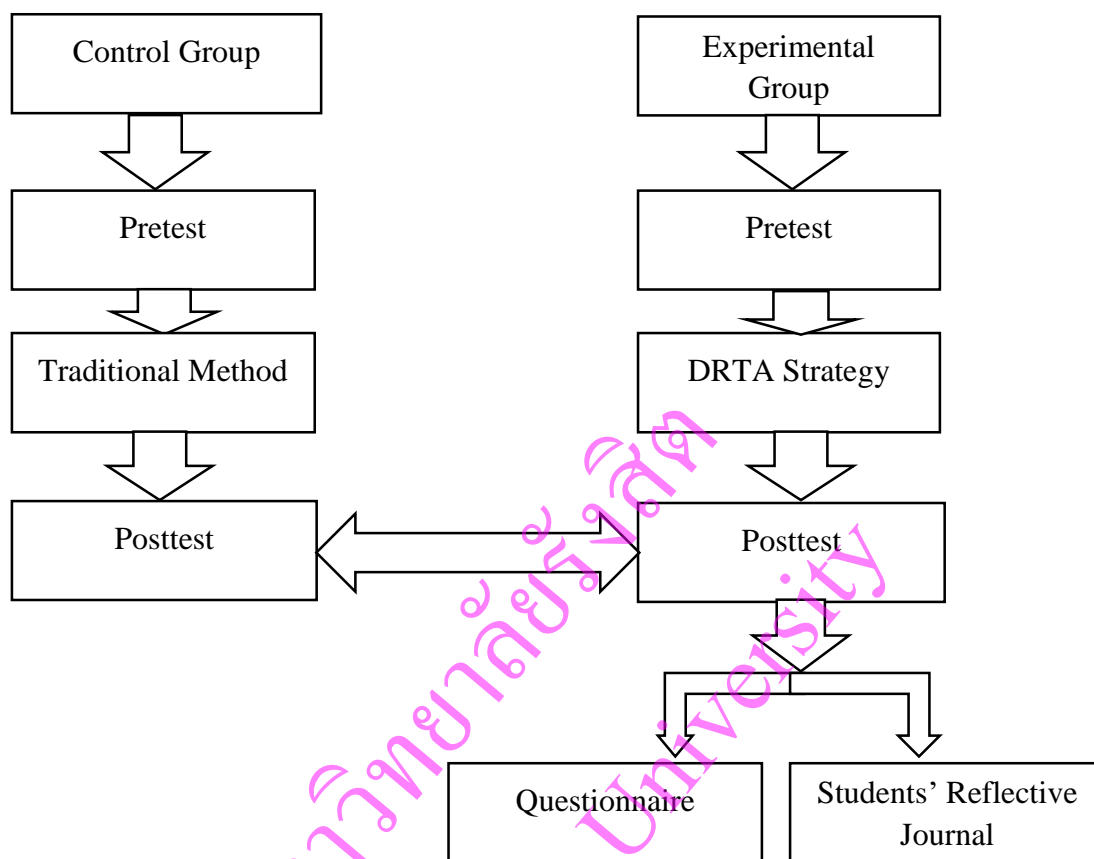 Control Group
Experimental
Group
Pretest
Pretest
Traditional Method
DRTA Strategy
Posttest
Posttest
Questionnaire
Students’ Reflective
Journal
University